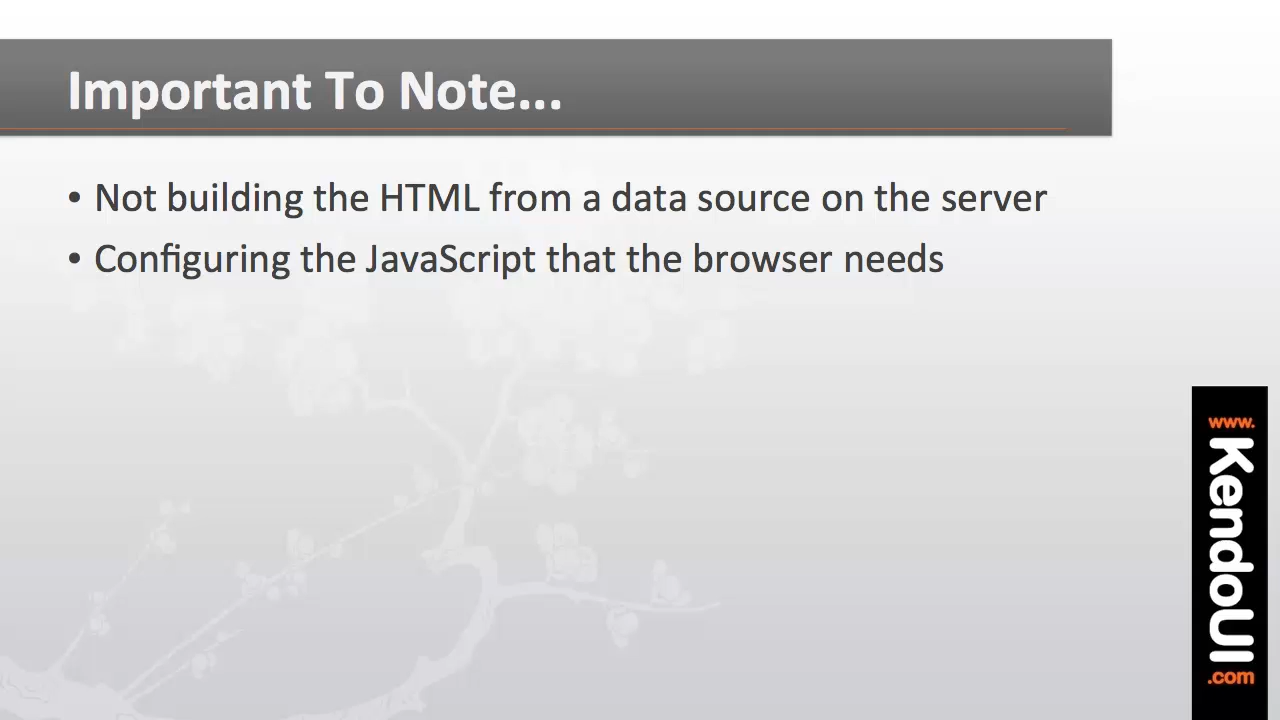 Important To Note...
• Not building the HTML from a data source on the server
• Configuring the JavaScript that the browser needs
www.
KendoUI
.com